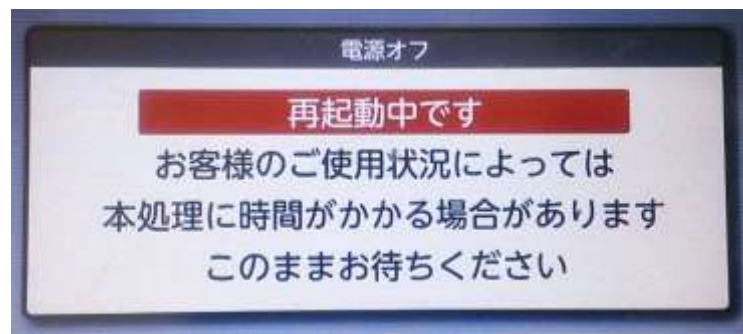 電源オフ
再起動中です
お客様のご使用状況によっては
本処理に時間がかかる場合があります
このままお待ちください